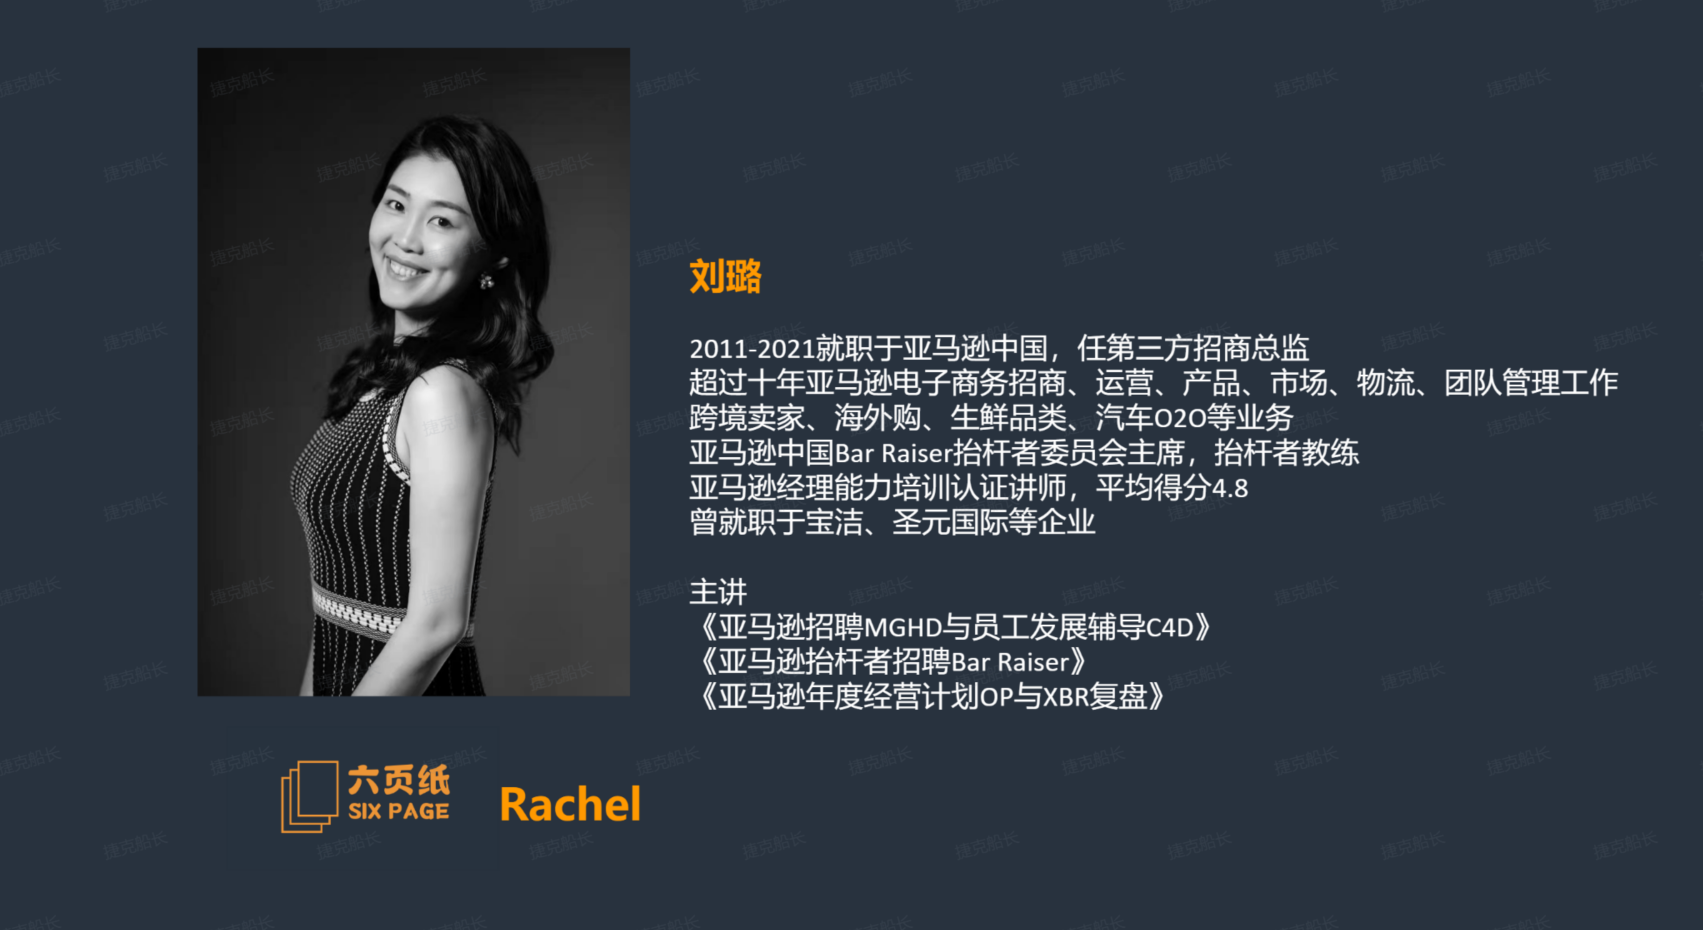 刘璐
2011-2021就职于亚马逊中国，任第三方招商总监
超过十年亚马逊电子商务招商、运营、产品、市场、物流、团队管理工作
跨境卖家、海外购、生鲜品类、汽车O2O等业务
亚马逊中国Bar Raiser抬杆者委员会主席，抬杆者教练
亚马逊经理能力培训认证讲师，平均得分4.8
曾就职于宝洁、圣元国际等企业
主讲
《亚马逊招聘MGHD与员工发展辅导C4D》
《亚马逊抬杆者招聘Bar Raiser》
《亚马逊年度经营计划OP与XBR复盘》
六页纸
SIX PAGE
Rachel
捷克船长